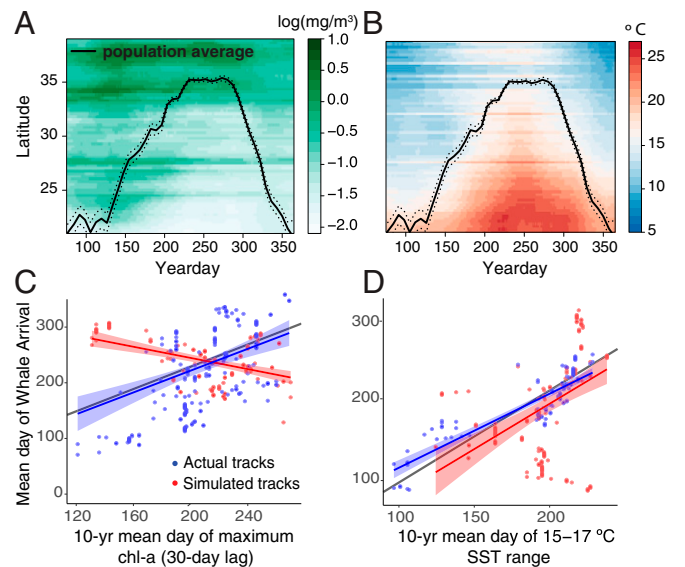 A
log(mg/m³)
population average
Latitude
35
30
25
100 150 200 250 300 350
Yearday
1.0
0.5
0.0
−0.5
−1.0
−1.5
−2.0
B
º C
100 150 200 250 300 350
Yearday
25
20
15
10
5
C
Mean day of Whale Arrival
300
200
100
0
Actual tracks
Simulated tracks
120 160 200 240
10-yr mean day of maximum
chl-a (30-day lag)
D
300
200
100
100 150 200
10-yr mean day of 15−17 ºC
SST range